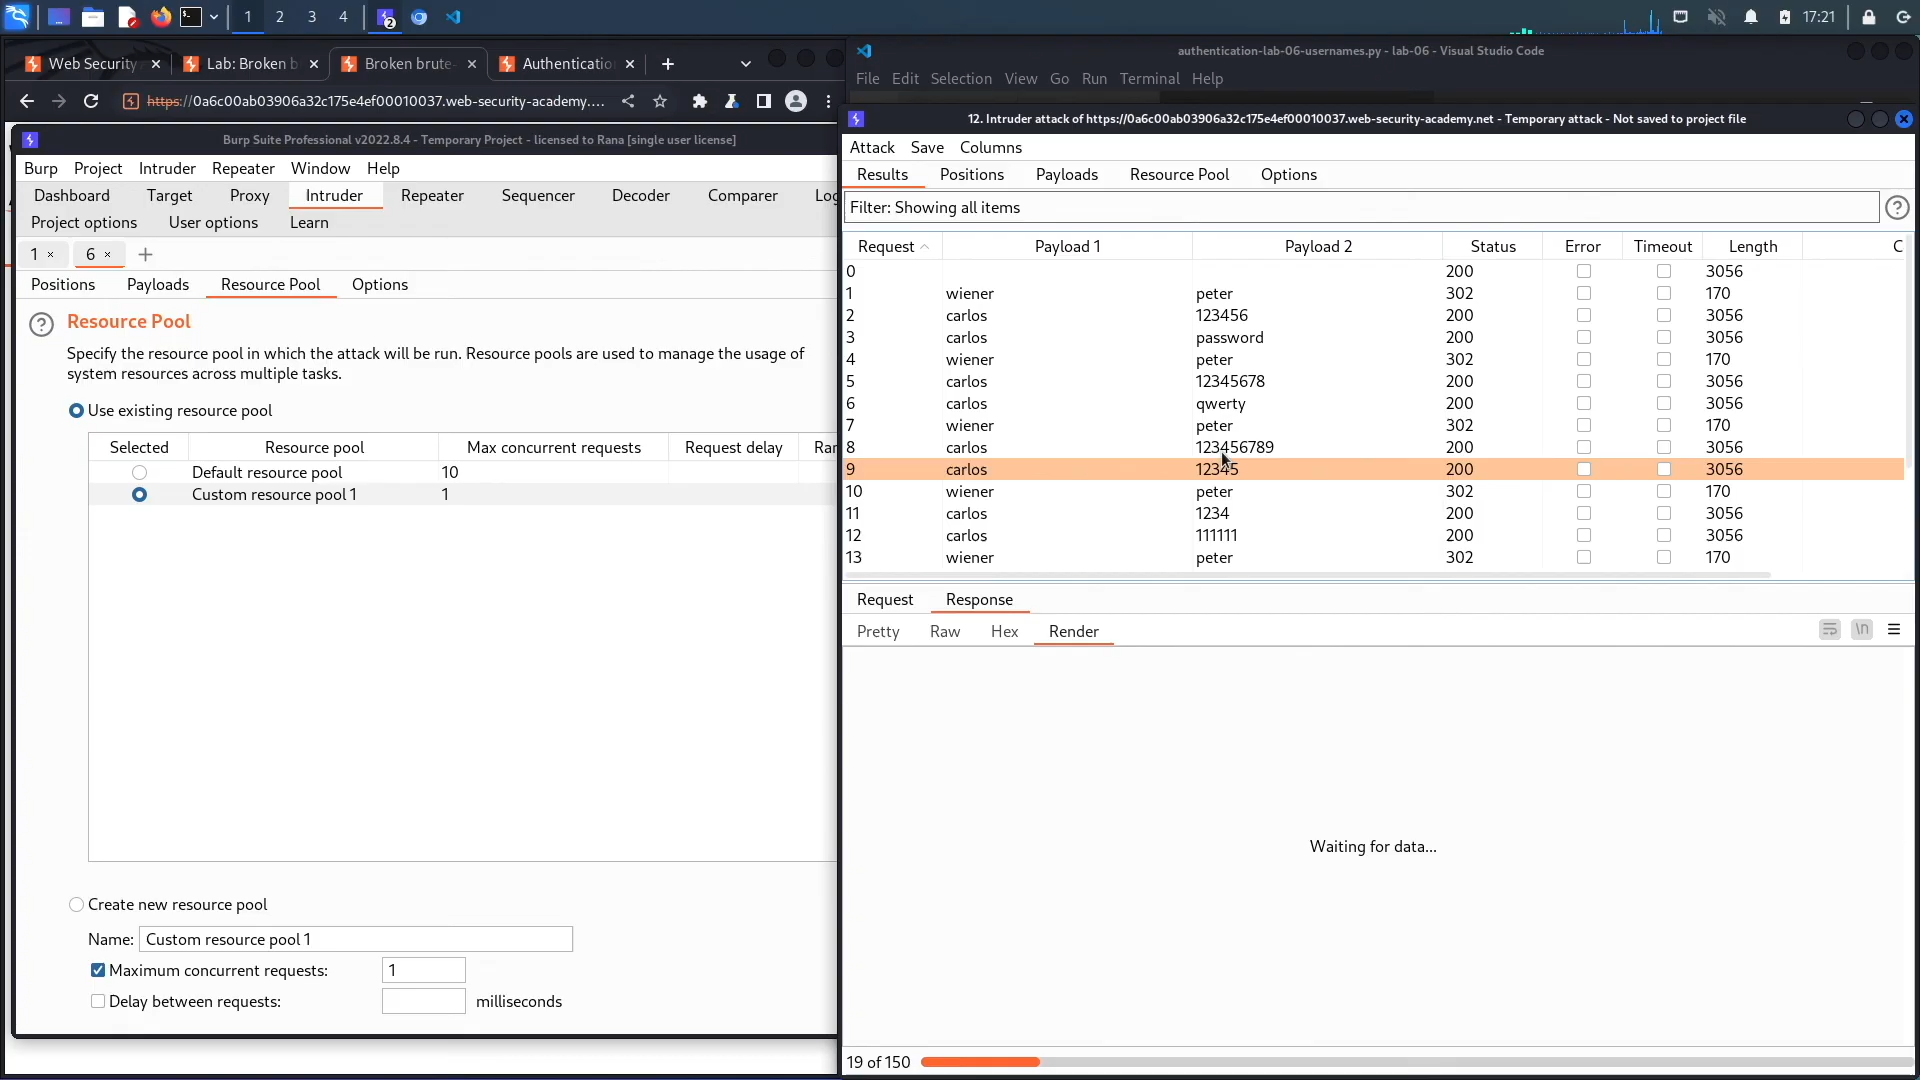 1 2 3 4 2 17:21
Web Security × Lab: Broken b × Broken brute- × Authenticatio × +
https://0a6c00ab03906a32c175e4ef00010037.web-security-academy....
Burp Suite Professional v2022.8.4 - Temporary Project - licensed to Rana [single user license]
Burp Project Intruder Repeater Window Help
Dashboard Target Proxy Intruder Repeater Sequencer Decoder Comparer Log
Project options User options Learn
1 × 6 × +
Positions Payloads Resource Pool Options
? Resource Pool
Specify the resource pool in which the attack will be run. Resource pools are used to manage the usage of
system resources across multiple tasks.
Use existing resource pool
Selected Resource pool Max concurrent requests Request delay Ran
Default resource pool 10
Custom resource pool 1 1
Create new resource pool
Name: Custom resource pool 1
Maximum concurrent requests: 1
Delay between requests: milliseconds
authentication-lab-06-usernames.py - lab-06 - Visual Studio Code
File Edit Selection View Go Run Terminal Help
12. Intruder attack of https://0a6c00ab03906a32c175e4ef00010037.web-security-academy.net - Temporary attack - Not saved to project file
Attack Save Columns
Results Positions Payloads Resource Pool Options
Filter: Showing all items ?
Request Payload 1 Payload 2 Status Error Timeout Length C
0 200 3056
1 wiener peter 302 170
2 carlos 123456 200 3056
3 carlos password 200 3056
4 wiener peter 302 170
5 carlos 12345678 200 3056
6 carlos qwerty 200 3056
7 wiener peter 302 170
8 carlos 123456789 200 3056
9 carlos 12345 200 3056
10 wiener peter 302 170
11 carlos 1234 200 3056
12 carlos 111111 200 3056
13 wiener peter 302 170
Request Response
Pretty Raw Hex Render \n
Waiting for data...
19 of 150